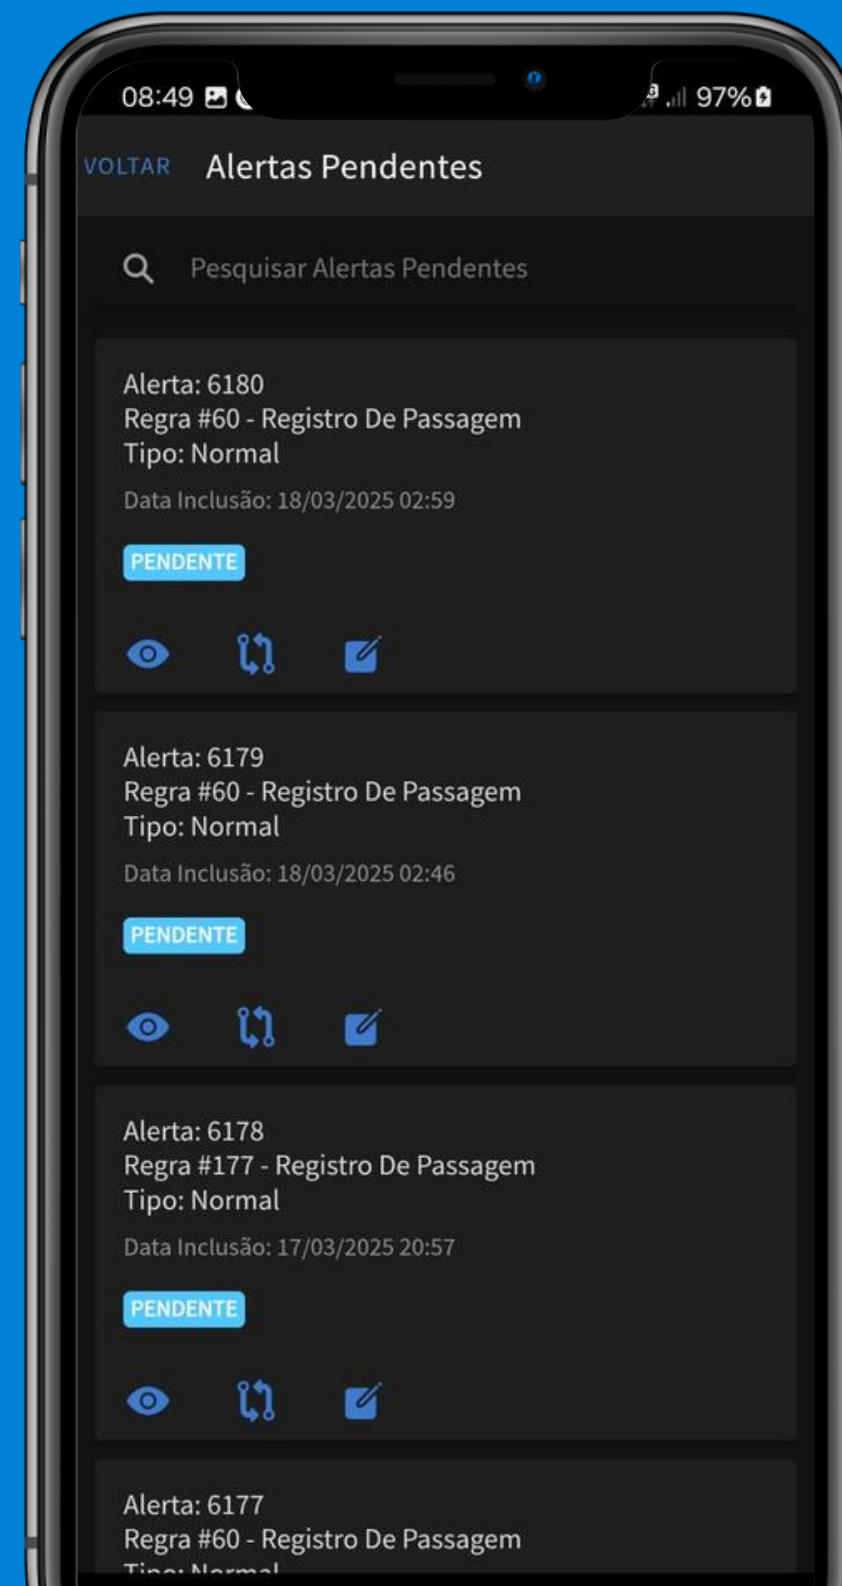 08:49
97%
VOLTAR Alertas Pendentes
Pesquisar Alertas Pendentes
Alerta: 6180
Regra #60 - Registro De Passagem
Tipo: Normal
Data Inclusão: 18/03/2025 02:59
PENDENTE
Alerta: 6179
Regra #60 - Registro De Passagem
Tipo: Normal
Data Inclusão: 18/03/2025 02:46
PENDENTE
Alerta: 6178
Regra #177 - Registro De Passagem
Tipo: Normal
Data Inclusão: 17/03/2025 20:57
PENDENTE
Alerta: 6177
Regra #60 - Registro De Passagem
Tipo: Normal